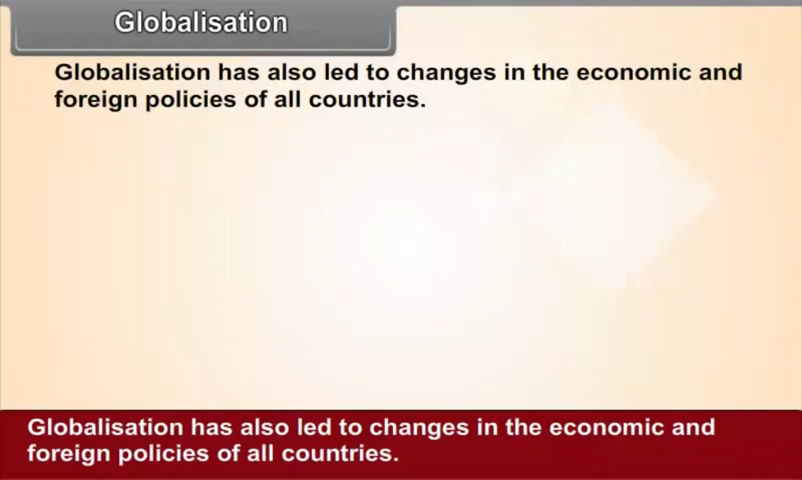 Globalisation
Globalisation has also led to changes in the economic and
foreign policies of all countries.
Globalisation has also led to changes in the economic and
foreign policies of all countries.